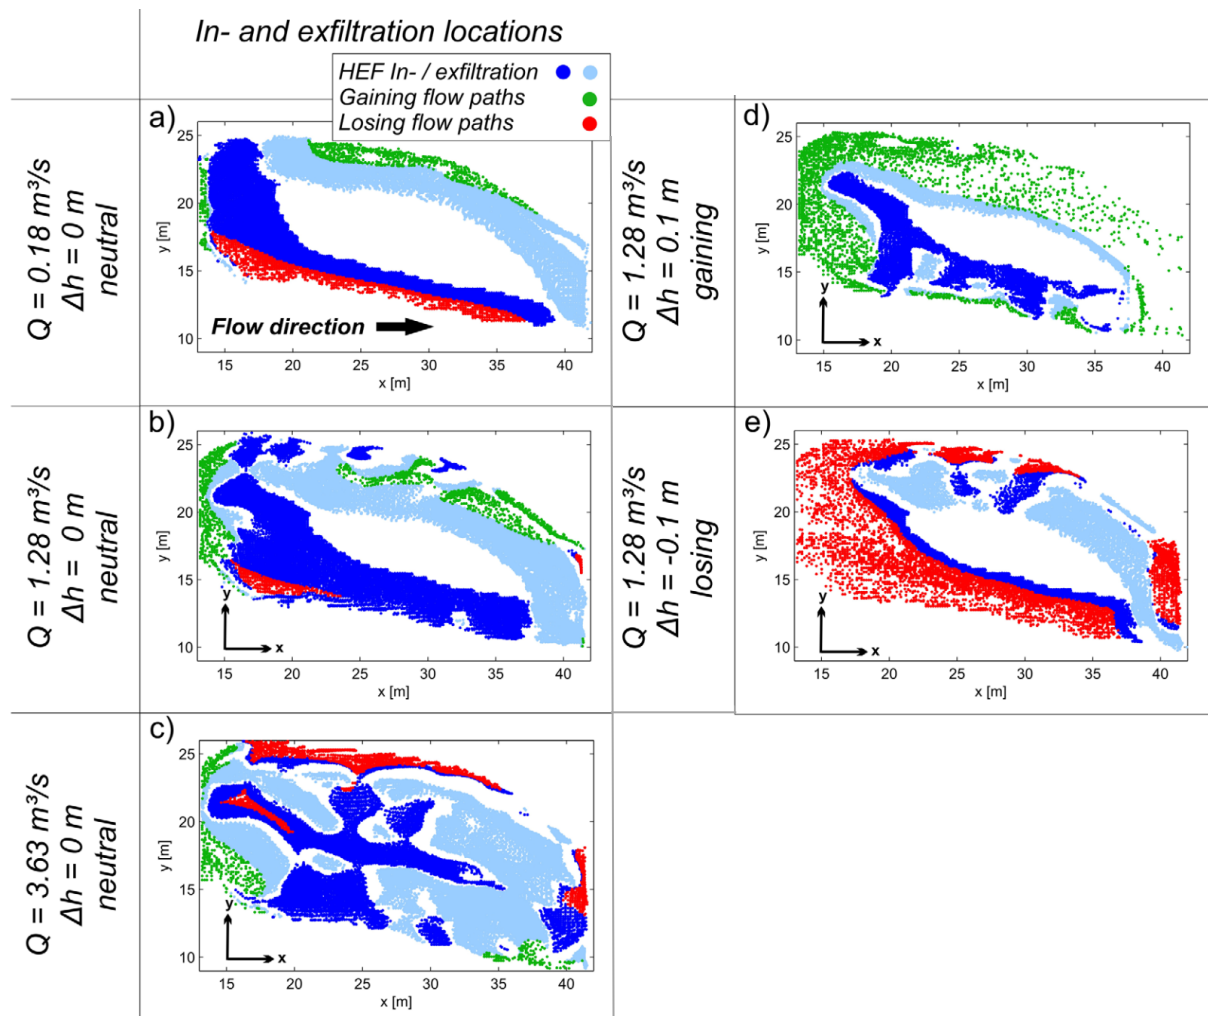 In- and exfiltration locations
HEF In- / exfiltration
Gaining flow paths
Losing flow paths
Q = 0.18 m³/s
Δh = 0 m
neutral
a)
25
20
15
10
y [m]
Flow direction
15 20 25 30 35 40
x [m]
Q = 1.28 m³/s
Δh = 0.1 m
gaining
d)
25
20
15
10
y [m]
y
x
15 20 25 30 35 40
x [m]
Q = 1.28 m³/s
Δh = 0 m
neutral
b)
25
20
15
10
y [m]
y
x
15 20 25 30 35 40
x [m]
Q = 1.28 m³/s
Δh = -0.1 m
losing
e)
25
20
15
10
y [m]
y
x
15 20 25 30 35 40
x [m]
Q = 3.63 m³/s
Δh = 0 m
neutral
c)
25
20
15
10
y [m]
y
x
15 20 25 30 35 40
x [m]